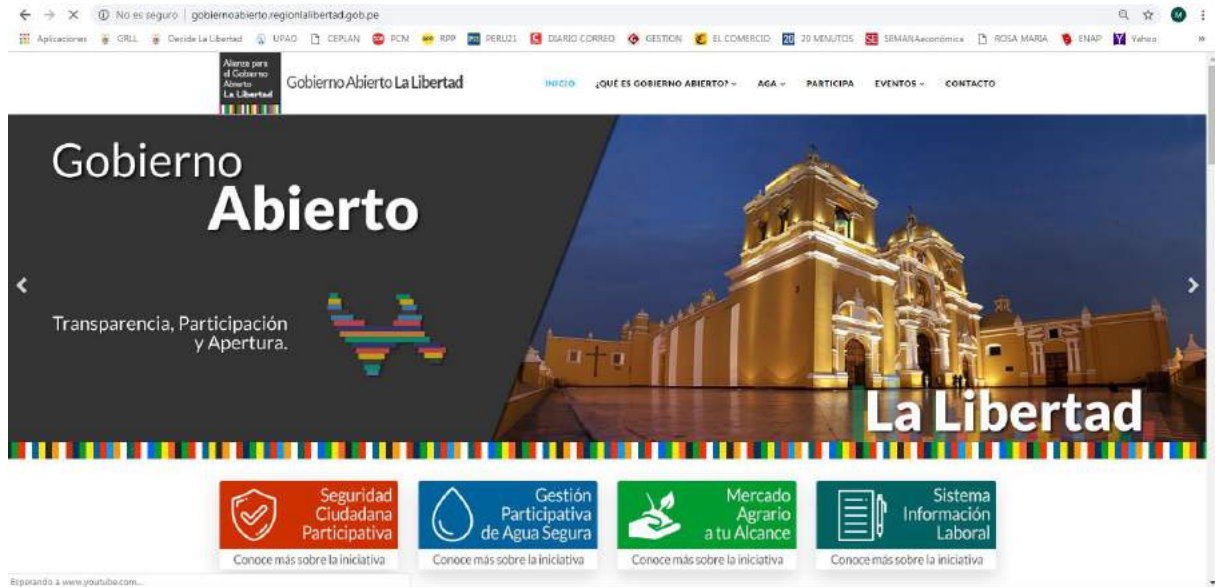 No es seguro | gobiernoabierto.regionlalibertad.gob.pe
Aplicaciones GRLL Decide La Libertad UPAO CEPLAN PCM RPP PERU21 DIARIO CORREO GESTION EL COMERCIO 20 20 MINUTOS SE SEMANAeconómica ROSA MARIA ENAP Yahoo »
Alianza para
el Gobierno
Abierto
La Libertad
Gobierno Abierto La Libertad
INICIO ¿QUÉ ES GOBIERNO ABIERTO? AGA PARTICIPA EVENTOS CONTACTO
Gobierno
Abierto
Transparencia, Participación
y Apertura.
La Libertad
Seguridad
Ciudadana
Participativa
Conoce más sobre la iniciativa
Gestión
Participativa
de Agua Segura
Conoce más sobre la iniciativa
Mercado
Agrario
a tu Alcance
Conoce más sobre la iniciativa
Sistema
Información
Laboral
Conoce más sobre la iniciativa
Esperando a www.youtube.com...